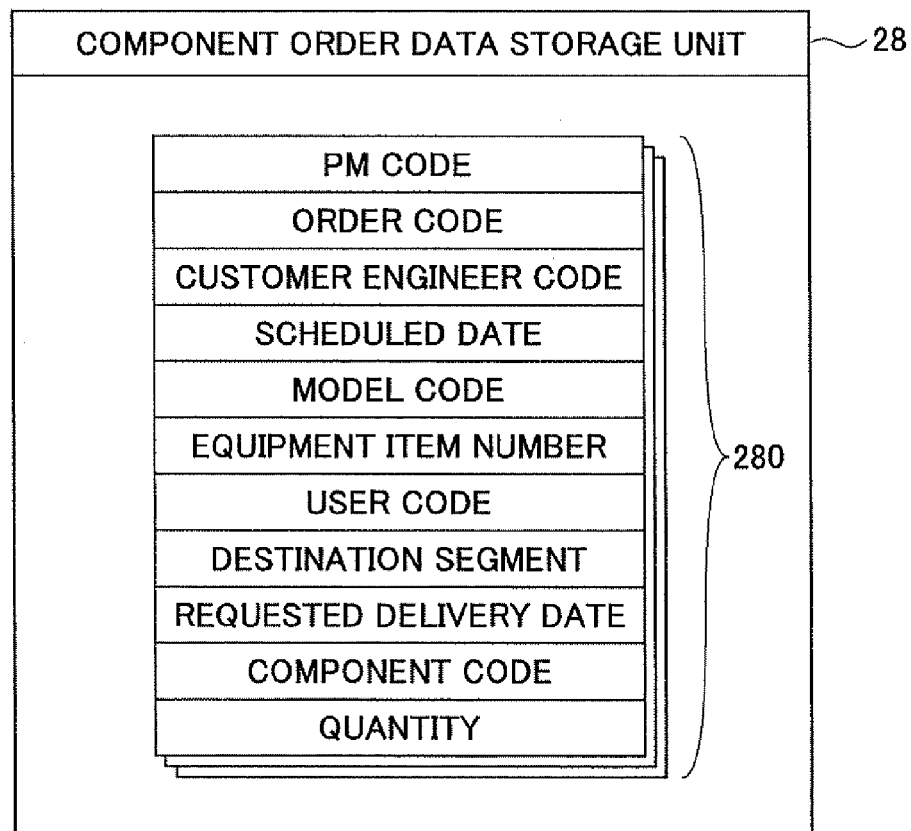 COMPONENT ORDER DATA STORAGE UNIT 28
PM CODE
ORDER CODE
CUSTOMER ENGINEER CODE
SCHEDULED DATE
MODEL CODE
EQUIPMENT ITEM NUMBER
280
USER CODE
DESTINATION SEGMENT
REQUESTED DELIVERY DATE
COMPONENT CODE
QUANTITY